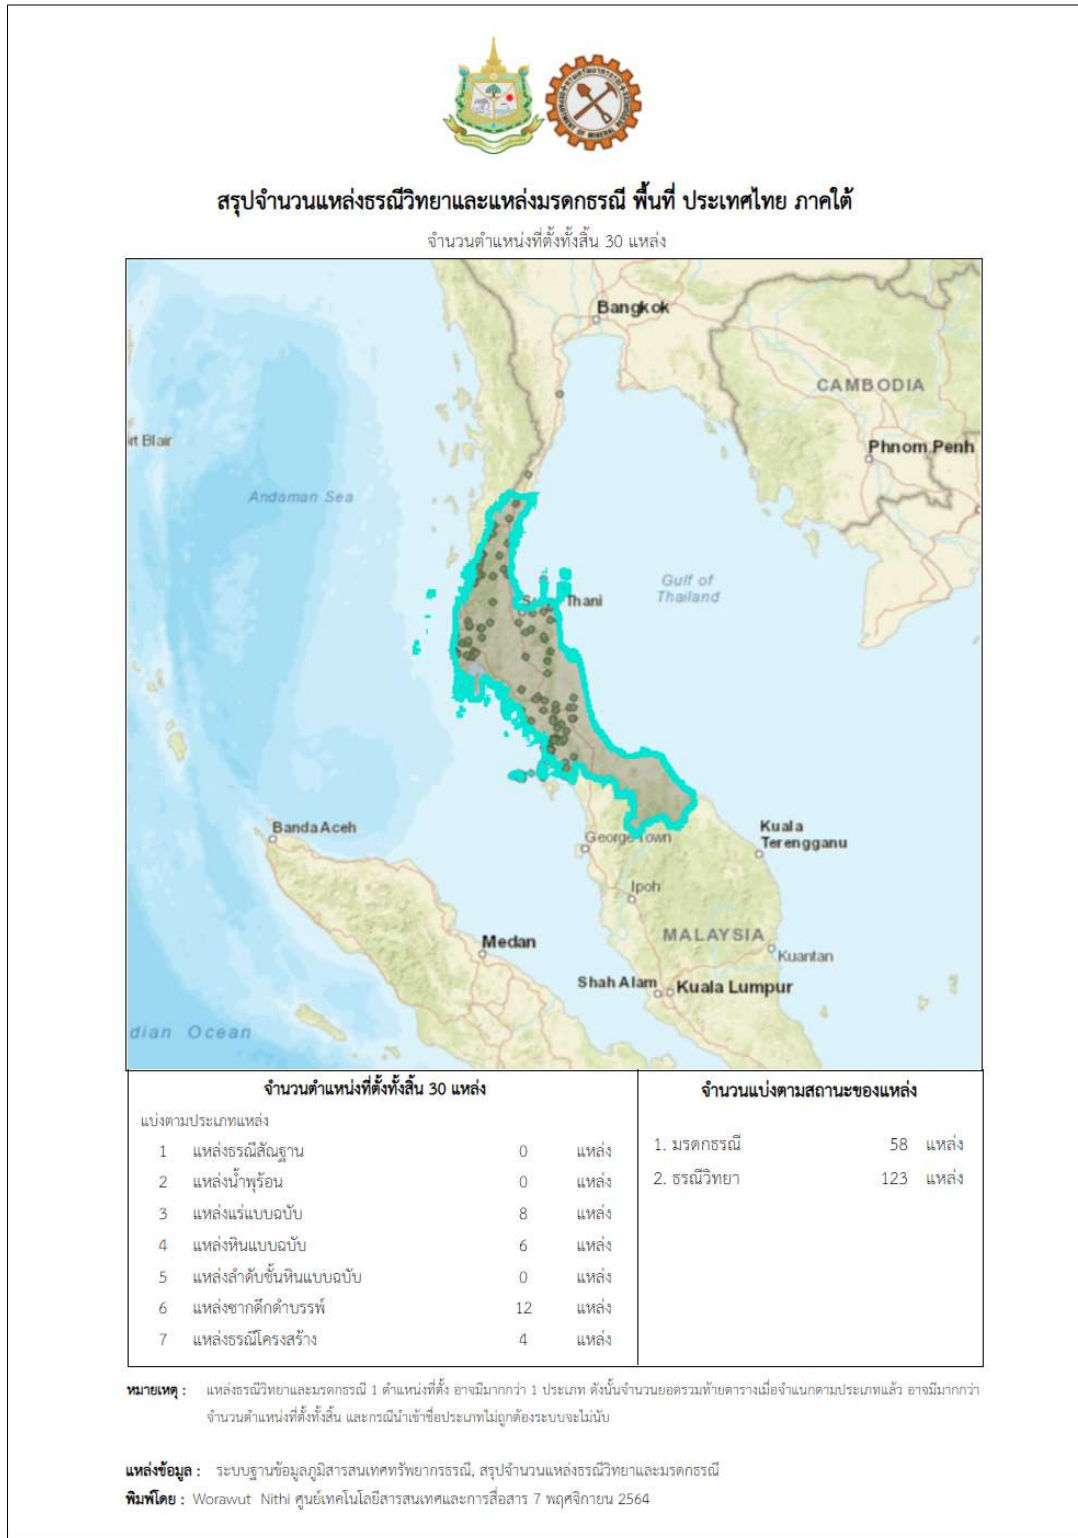 DEPARTMENT OF MINERAL RESOURCES
สรุปจำนวนแหล่งธรณีวิทยาและแหล่งมรดกธรณี พื้นที่ ประเทศไทย ภาคใต้
จำนวนตำแหน่งที่ตั้งทั้งสิ้น 30 แหล่ง
Bangkok
CAMBODIA
rt Blair
Phnom Penh
Andaman Sea
Gulf of
Thailand
Thani
Banda Aceh
Kuala
Terengganu
George Town
Ipoh
Medan
MALAYSIA
Kuantan
Shah Alam
Kuala Lumpur
dian Ocean
จำนวนตำแหน่งที่ตั้งทั้งสิ้น 30 แหล่ง
แบ่งตามประเภทแหล่ง
1 แหล่งธรณีสัณฐาน 0 แหล่ง
2 แหล่งน้ำพุร้อน 0 แหล่ง
3 แหล่งแร่แบบฉบับ 8 แหล่ง
4 แหล่งหินแบบฉบับ 6 แหล่ง
5 แหล่งลำดับชั้นหินแบบฉบับ 0 แหล่ง
6 แหล่งซากดึกดำบรรพ์ 12 แหล่ง
7 แหล่งธรณีโครงสร้าง 4 แหล่ง
จำนวนแบ่งตามสถานะของแหล่ง
1. มรดกธรณี 58 แหล่ง
2. ธรณีวิทยา 123 แหล่ง
หมายเหตุ : แหล่งธรณีวิทยาและมรดกธรณี 1 ตำแหน่งที่ตั้ง อาจมีมากกว่า 1 ประเภท ดังนั้นจำนวนยอดรวมท้ายตารางเมื่อจำแนกตามประเภทแล้ว อาจมีมากกว่า
จำนวนตำแหน่งที่ตั้งทั้งสิ้น และกรณีนำเข้าชื่อประเภทไม่ถูกต้องระบบจะไม่นับ
แหล่งข้อมูล : ระบบฐานข้อมูลภูมิสารสนเทศทรัพยากรธรณี, สรุปจำนวนแหล่งธรณีวิทยาและมรดกธรณี
พิมพ์โดย : Worawut Nithi ศูนย์เทคโนโลยีสารสนเทศและการสื่อสาร 7 พฤศจิกายน 2564